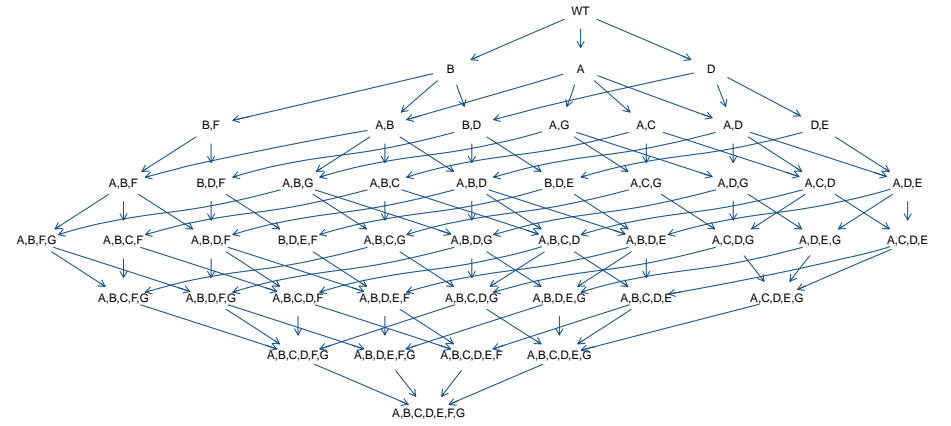 WT
B A D
B,F A,B B,D A,G A,C A,D D,E
A,B,F B,D,F A,B,G A,B,C A,B,D B,D,E A,C,G A,D,G A,C,D A,D,E
A,B,F,G A,B,C,F A,B,D,F B,D,E,F A,B,C,G A,B,D,G A,B,C,D A,B,D,E A,C,D,G A,D,E,G A,C,D,E
A,B,C,F,G A,B,D,F,G A,B,C,D,F A,B,D,E,F A,B,C,D,G A,B,D,E,G A,B,C,D,E A,C,D,E,G
A,B,C,D,F,G A,B,D,E,F,G A,B,C,D,E,F A,B,C,D,E,G
A,B,C,D,E,F,G